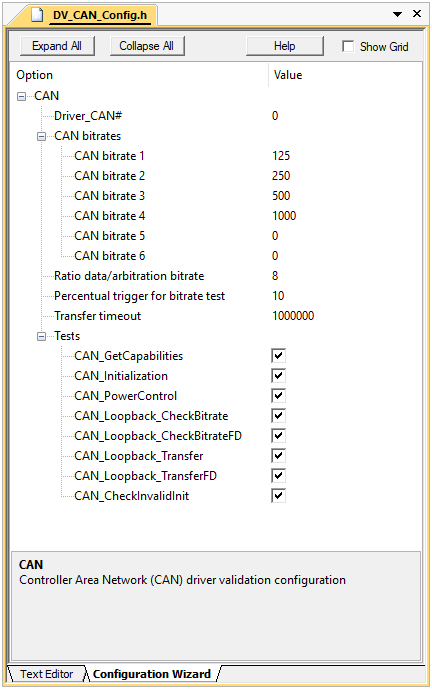 DV_CAN_Config.h
Expand All Collapse All Help Show Grid
Option Value
CAN
Driver_CAN# 0
CAN bitrates
CAN bitrate 1 125
CAN bitrate 2 250
CAN bitrate 3 500
CAN bitrate 4 1000
CAN bitrate 5 0
CAN bitrate 6 0
Ratio data/arbitration bitrate 8
Percentual trigger for bitrate test 10
Transfer timeout 1000000
Tests
CAN_GetCapabilities
CAN_Initialization
CAN_PowerControl
CAN_Loopback_CheckBitrate
CAN_Loopback_CheckBitrateFD
CAN_Loopback_Transfer
CAN_Loopback_TransferFD
CAN_CheckInvalidInit
CAN
Controller Area Network (CAN) driver validation configuration
Text Editor Configuration Wizard